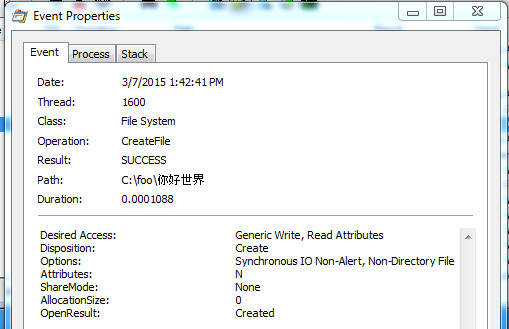 Event Properties
Event Process Stack
Date: 3/7/2015 1:42:41 PM
Thread: 1600
Class: File System
Operation: CreateFile
Result: SUCCESS
Path: C:\foo\你好世界
Duration: 0.0001088
Desired Access: Generic Write, Read Attributes
Disposition: Create
Options: Synchronous IO Non-Alert, Non-Directory File
Attributes: N
ShareMode: None
AllocationSize: 0
OpenResult: Created